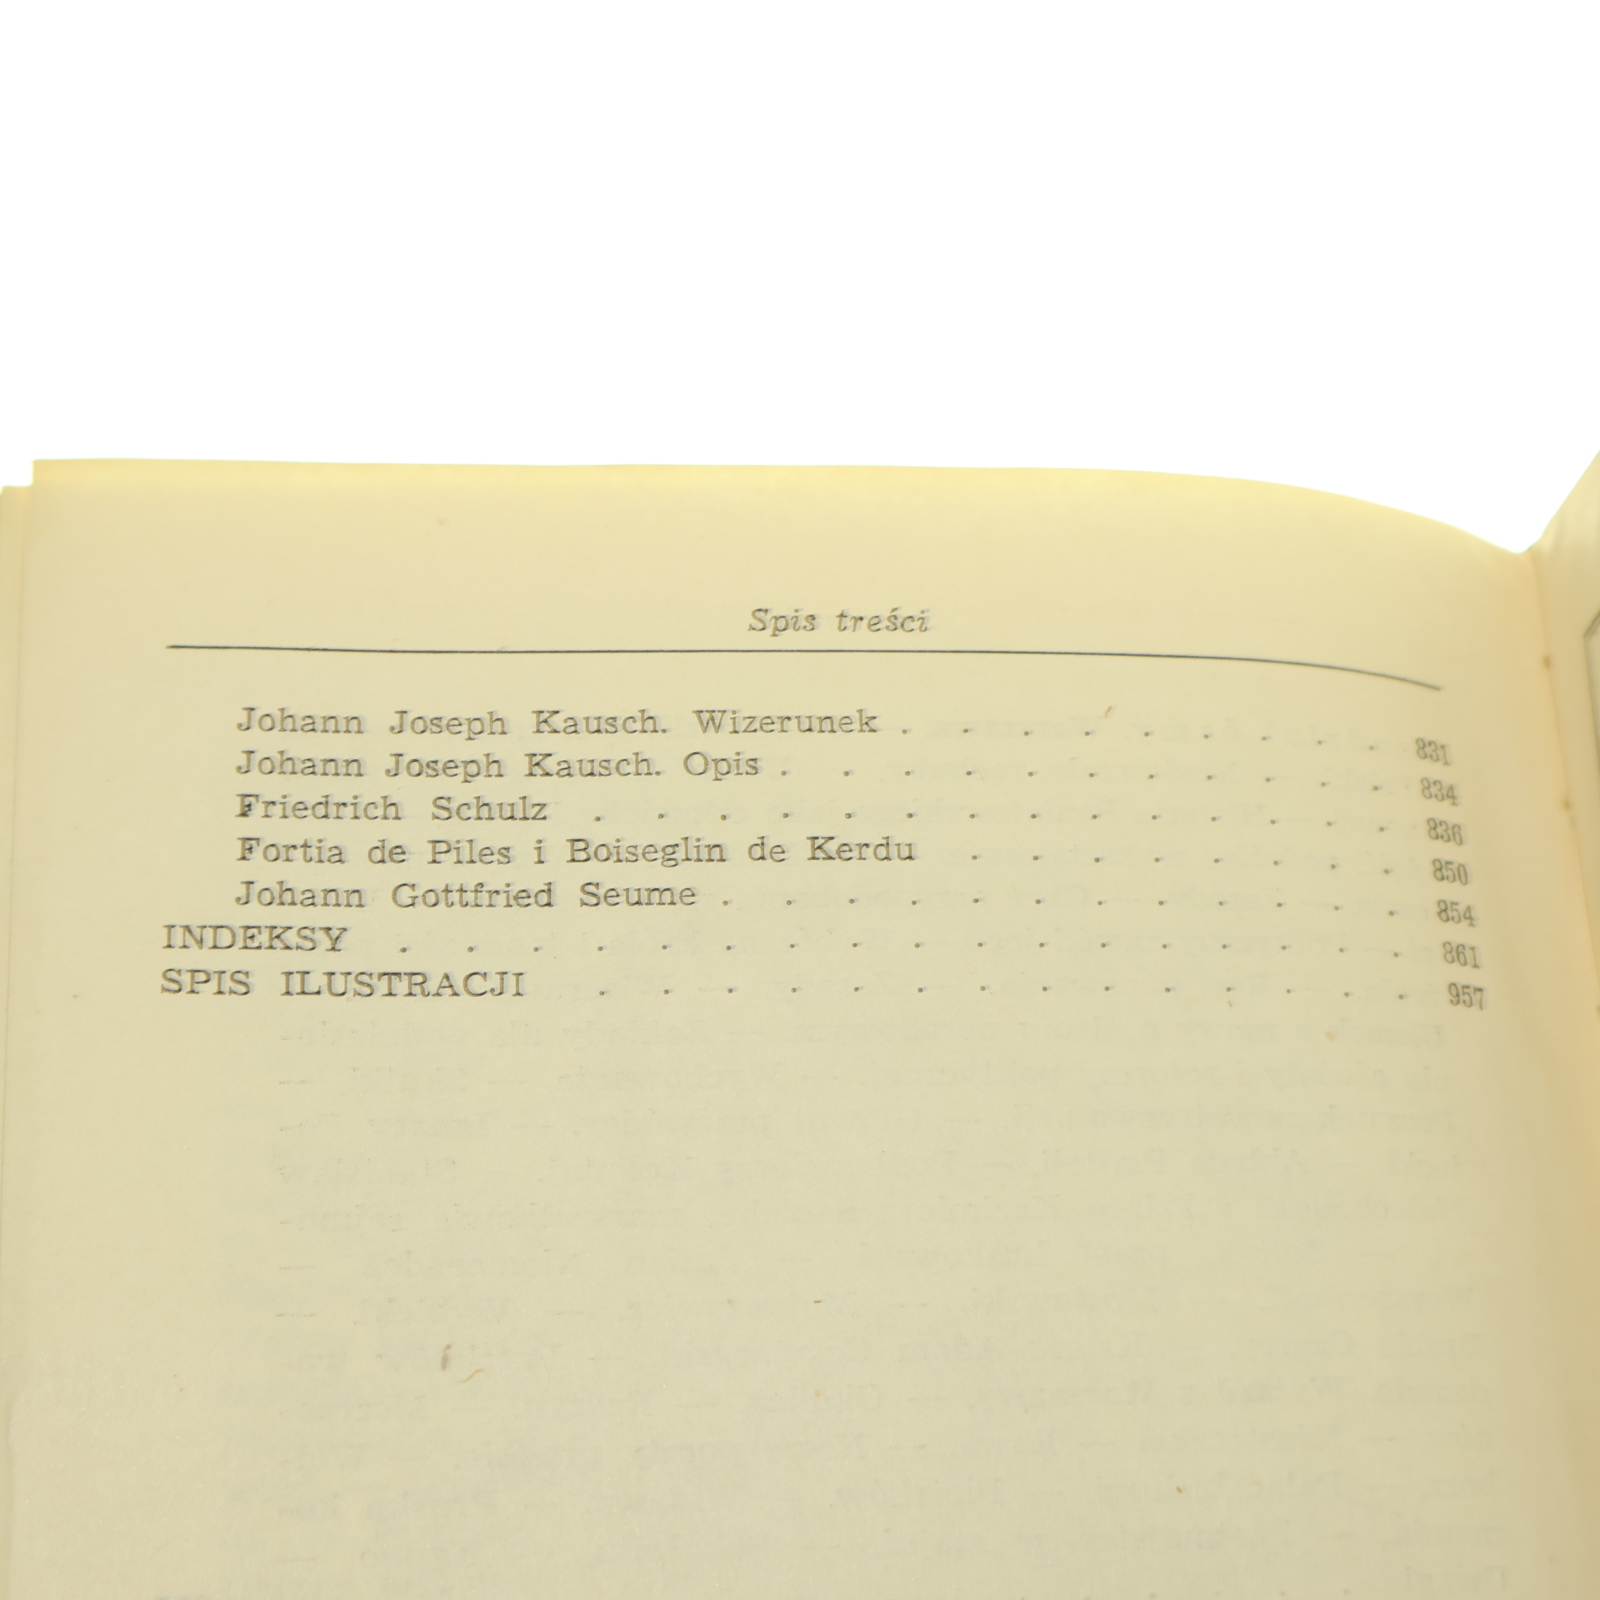 Spis treści
Johann Joseph Kausch. Wizerunek . . . . . . . . . 831
Johann Joseph Kausch. Opis . . . . . . . . . . . 834
Friedrich Schulz . . . . . . . . . . . . . . 836
Fortia de Piles i Boiseglin de Kerdu . . . . . . . . 850
Johann Gottfried Seume . . . . . . . . . . . . 854
INDEKSY . . . . . . . . . . . . . . . . . 861
SPIS ILUSTRACJI . . . . . . . . . . . . . . 957